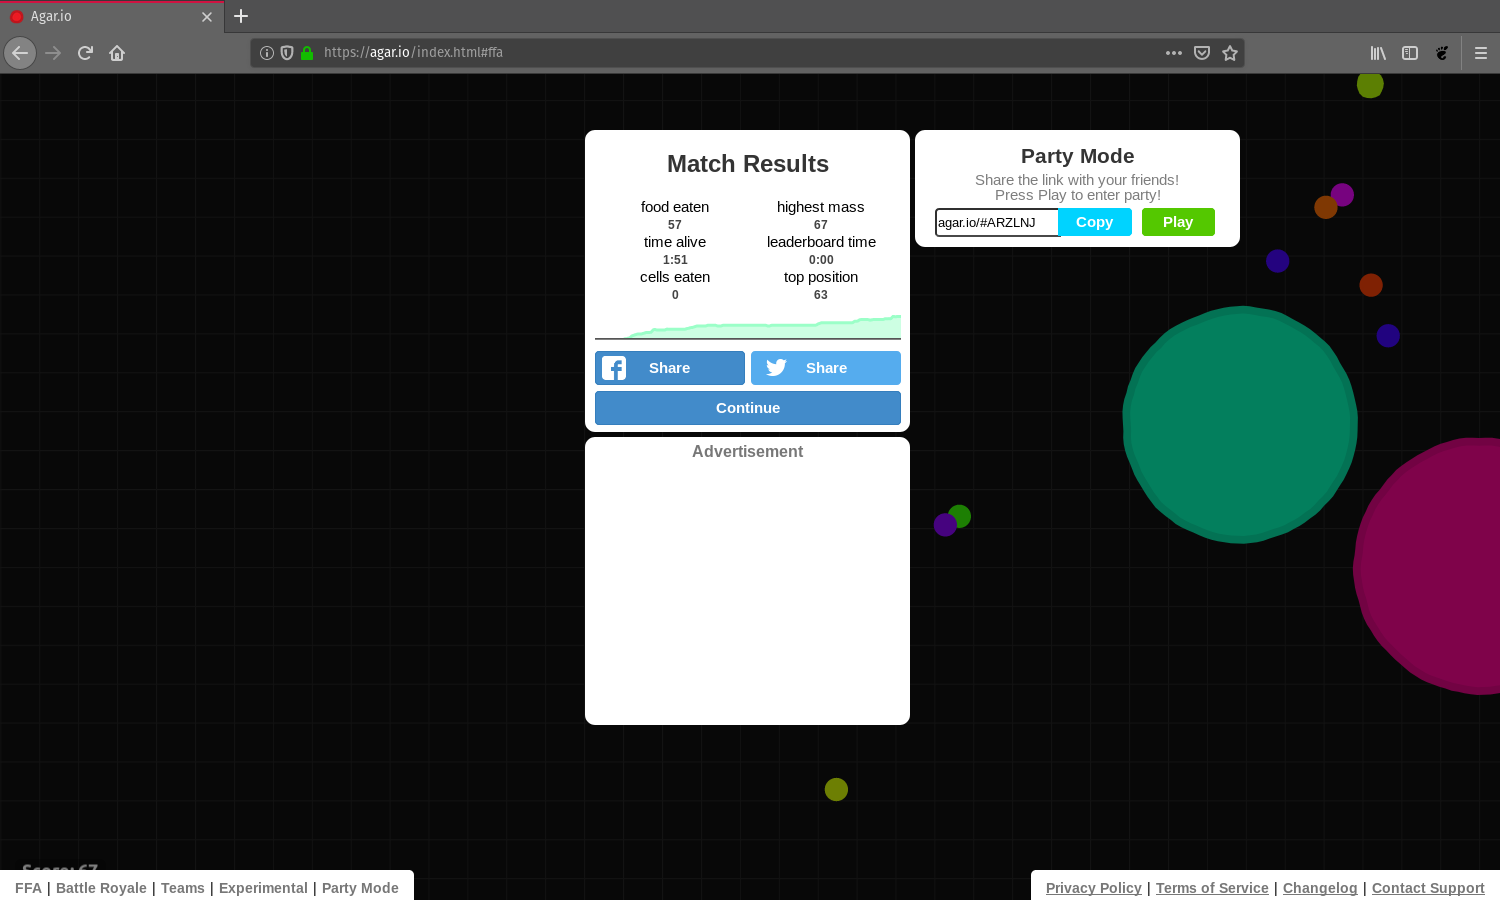 Agar.io
https://agar.io/index.html#ffa
Match Results
food eaten
57
highest mass
67
time alive
1:51
leaderboard time
0:00
cells eaten
0
top position
63
Share
Share
Continue
Advertisement
Party Mode
Share the link with your friends!
Press Play to enter party!
agar.io/#ARZLNJ
Copy
Play
Score: 67
FFA | Battle Royale | Teams | Experimental | Party Mode
Privacy Policy | Terms of Service | Changelog | Contact Support